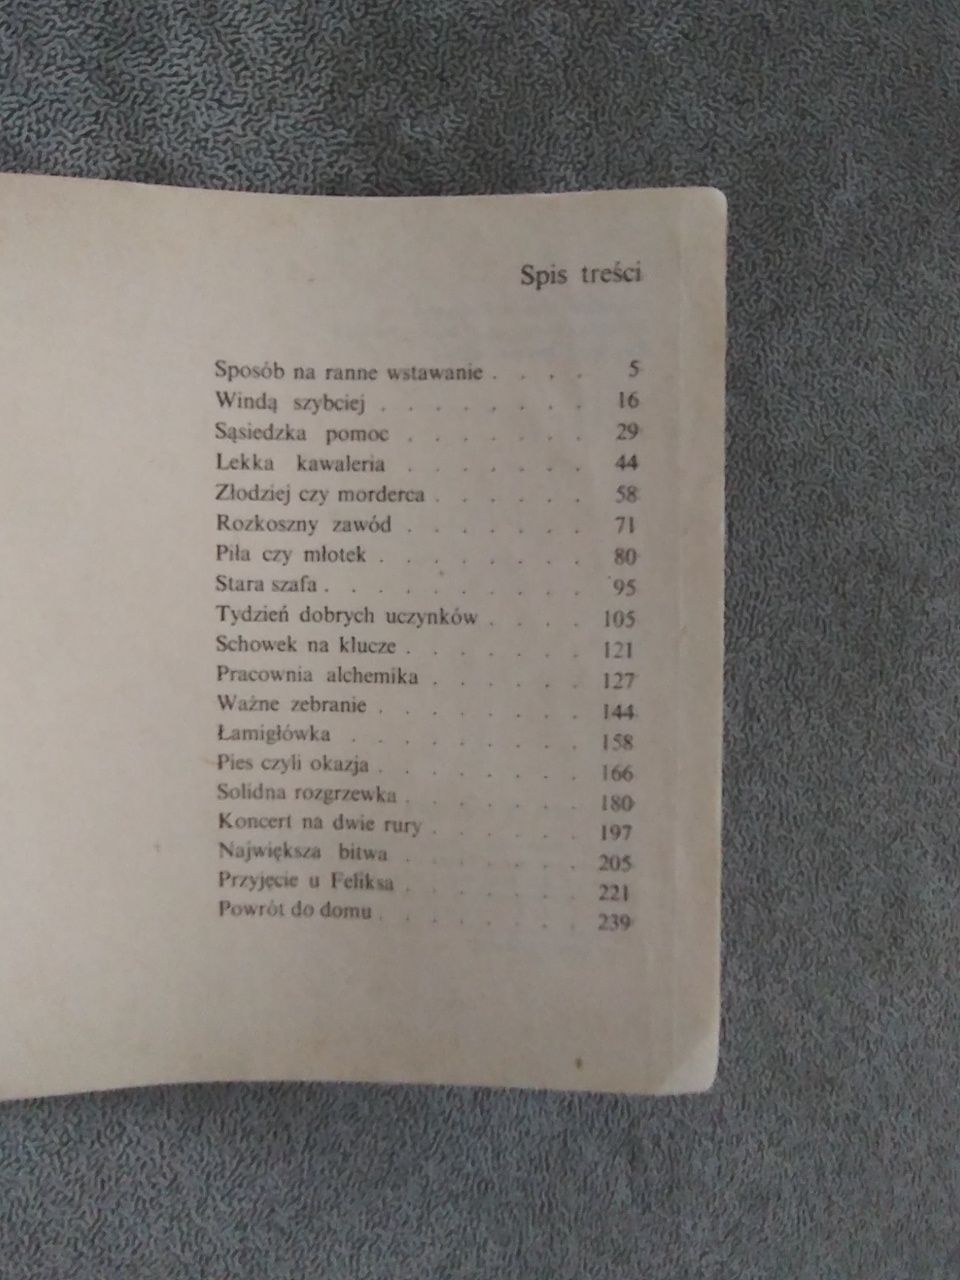 Spis treści
Sposób na ranne wstawanie . . . . 5
Windą szybciej . . . . . . . . 16
Sąsiedzka pomoc . . . . . . . 29
Lekka kawaleria . . . . . . . 44
Złodziej czy morderca . . . . . . 58
Rozkoszny zawód . . . . . . . 71
Piła czy młotek . . . . . . . . 80
Stara szafa . . . . . . . . . . 95
Tydzień dobrych uczynków . . . . 105
Schowek na klucze . . . . . . . 121
Pracownia alchemika . . . . . . 127
Ważne zebranie . . . . . . . . 144
Łamigłówka . . . . . . . . . 158
Pies czyli okazja . . . . . . . . 166
Solidna rozgrzewka . . . . . . . 180
Koncert na dwie rury . . . . . . 197
Największa bitwa . . . . . . . 205
Przyjęcie u Feliksa . . . . . . . 221
Powrót do domu . . . . . . . . 239